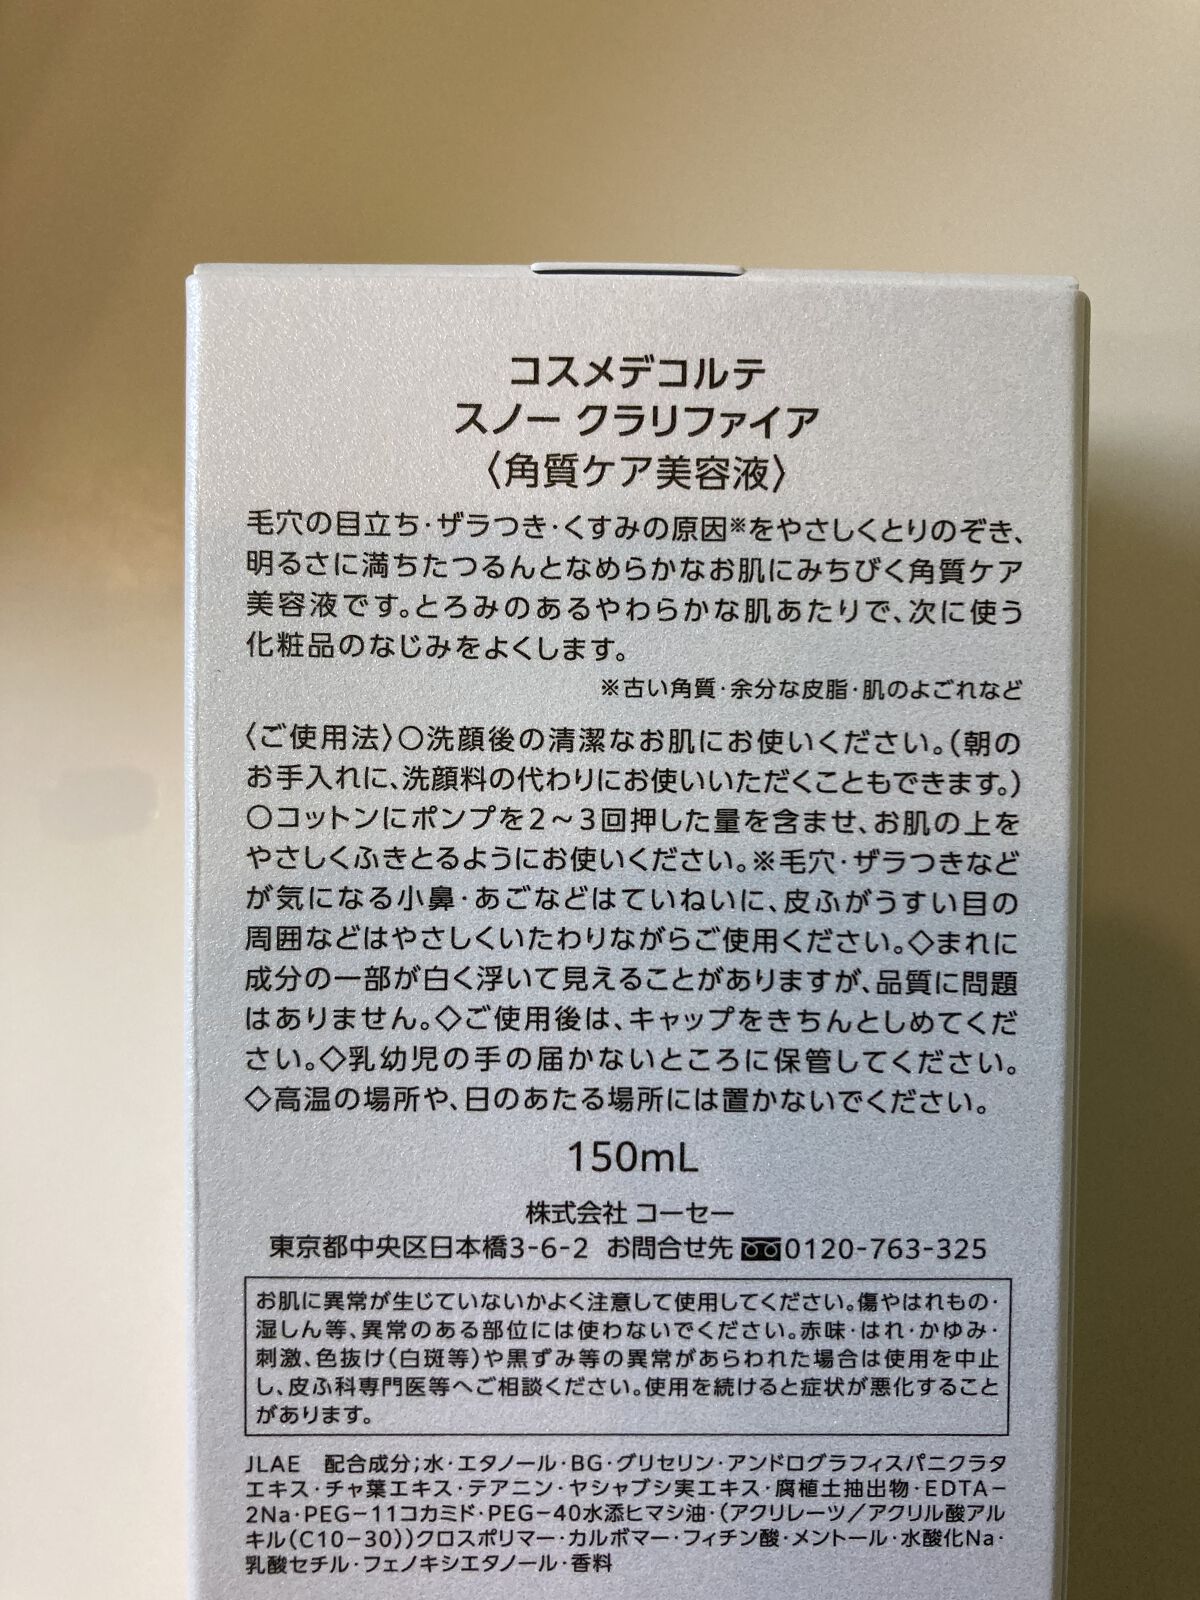 コスメデコルテ
スノー クラリファイア
〈角質ケア美容液〉
毛穴の目立ち・ザラつき・くすみの原因※をやさしくとりのぞき、
明るさに満ちたつるんとなめらかなお肌にみちびく角質ケア
美容液です。とろみのあるやわらかな肌あたりで、次に使う
化粧品のなじみをよくします。
※古い角質・余分な皮脂・肌のよごれなど
〈ご使用法〉○洗顔後の清潔なお肌にお使いください。（朝の
お手入れに、洗顔料の代わりにお使いいただくこともできます。）
○コットンにポンプを2～3回押した量を含ませ、お肌の上を
やさしくふきとるようにお使いください。※毛穴・ザラつきなど
が気になる小鼻・あごなどはていねいに、皮ふがうすい目の
周囲などはやさしくいたわりながらご使用ください。◇まれに
成分の一部が白く浮いて見えることがありますが、品質に問題
はありません。◇ご使用後は、キャップをきちんとしめてくだ
さい。◇乳幼児の手の届かないところに保管してください。
◇高温の場所や、日のあたる場所には置かないでください。
150mL
株式会社 コーセー
東京都中央区日本橋3-6-2 お問合せ先 0120-763-325
お肌に異常が生じていないかよく注意して使用してください。傷やはれもの・
湿しん等、異常のある部位には使わないでください。赤味・はれ・かゆみ・
刺激、色抜け（白斑等）や黒ずみ等の異常があらわれた場合は使用を中止
し、皮ふ科専門医等へご相談ください。使用を続けると症状が悪化すること
があります。
JLAE 配合成分；水・エタノール・BG・グリセリン・アンドログラフィスパニクラタ
エキス・チャ葉エキス・テアニン・ヤシャブシ実エキス・腐植土抽出物・EDTA－
2Na・PEG－11コカミド・PEG－40水添ヒマシ油・（アクリレーツ／アクリル酸アル
キル（C10－30））クロスポリマー・カルボマー・フィチン酸・メントール・水酸化Na・
乳酸セチル・フェノキシエタノール・香料